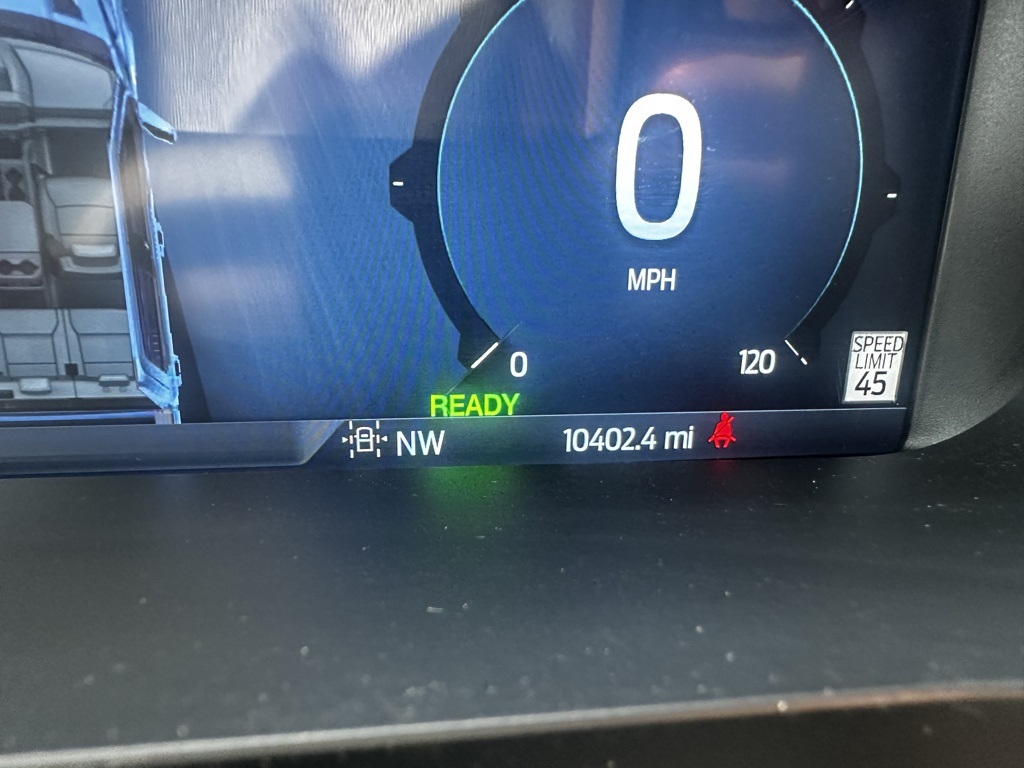 0
MPH
0
120
SPEED
LIMIT
45
READY
NW
10402.4 mi